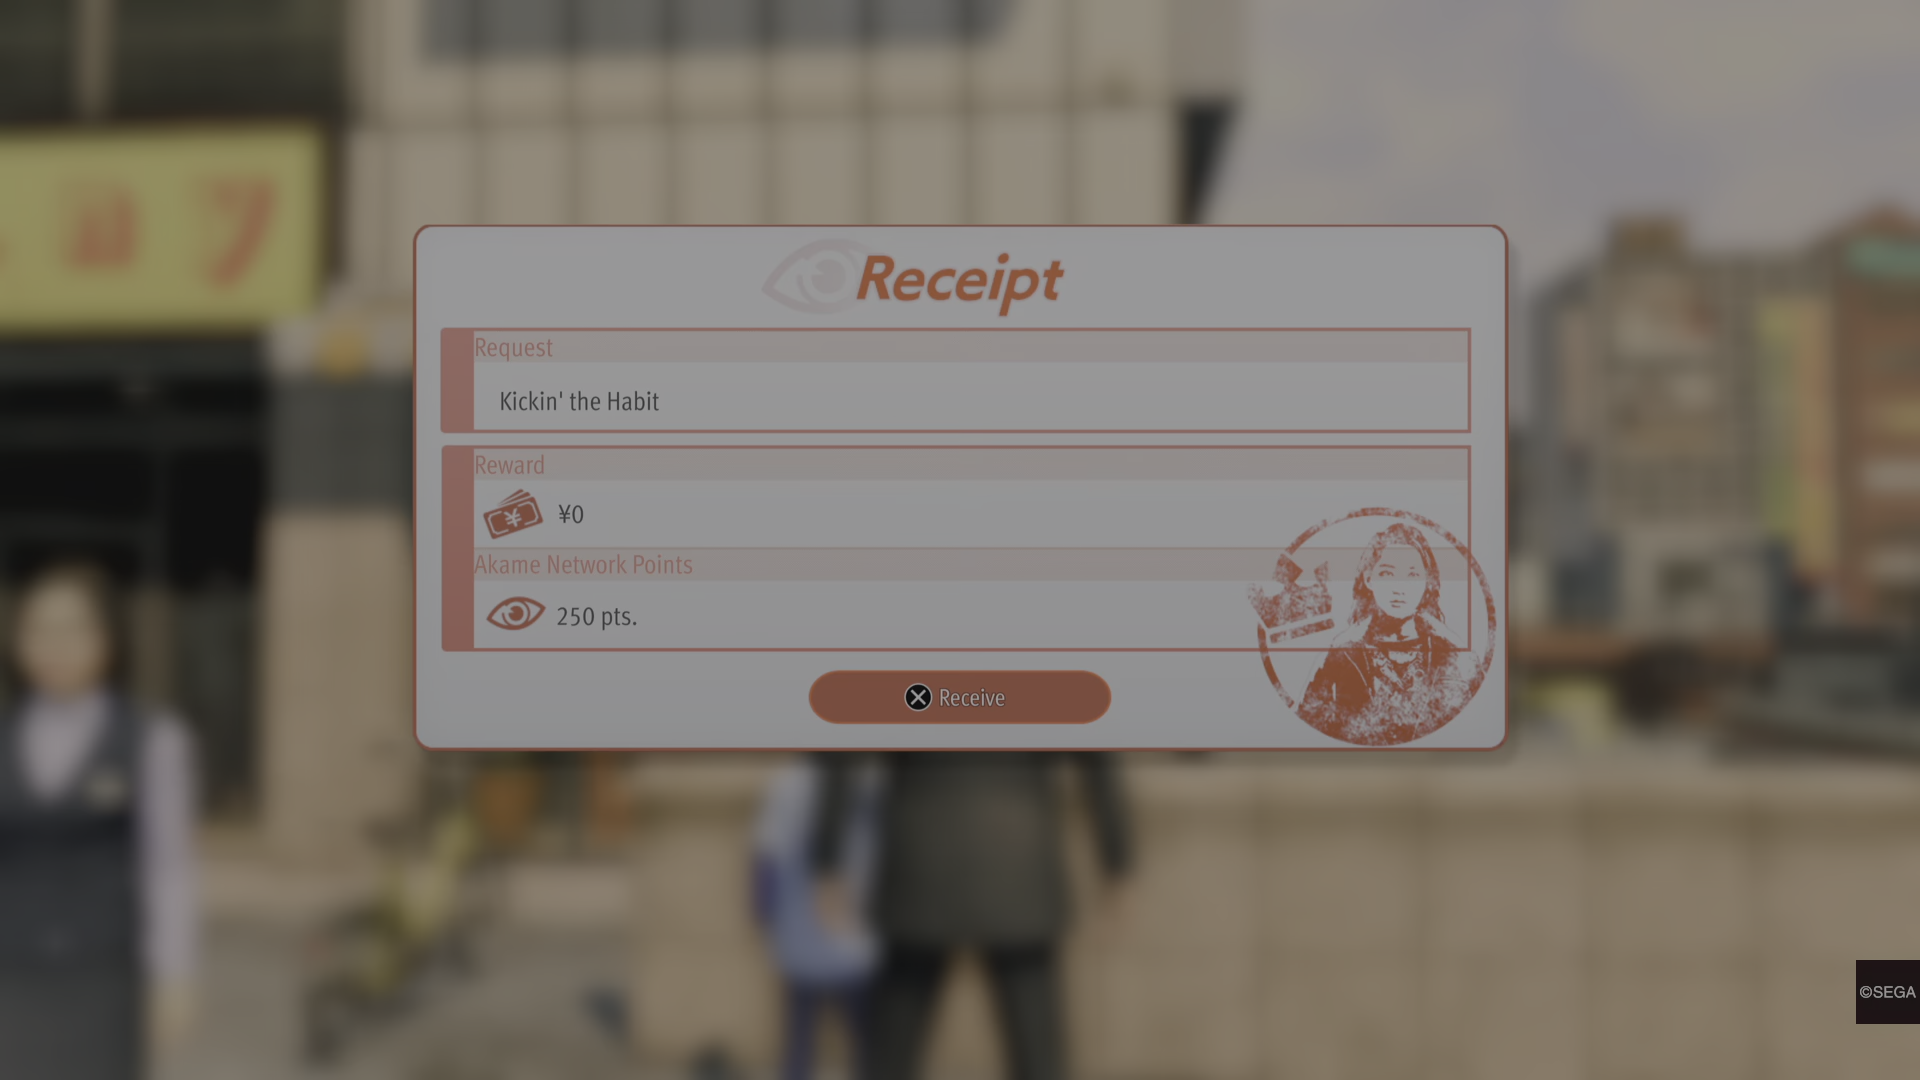 Receipt
Request
Kickin' the Habit
Reward
¥0
Akame Network Points
250 pts.
Receive
©SEGA